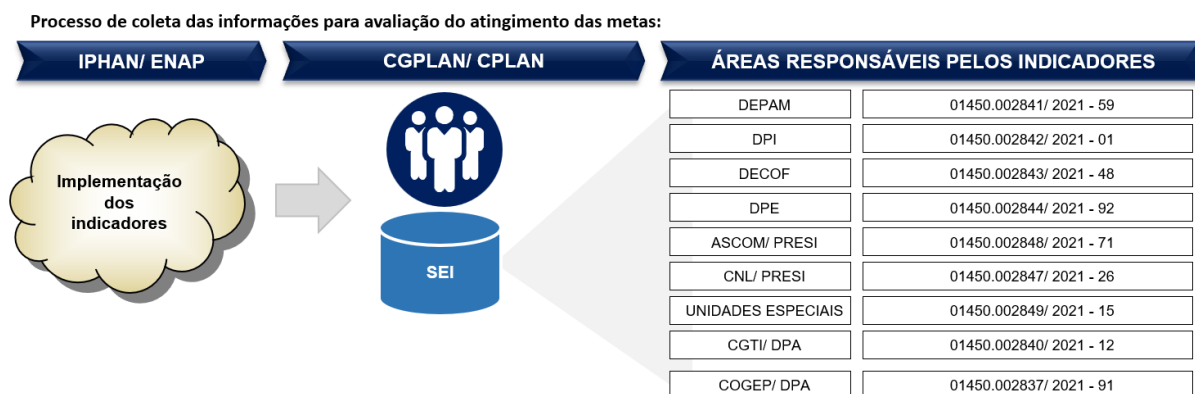 Processo de coleta das informações para avaliação do atingimento das metas:
IPHAN/ ENAP
CGPLAN/ CPLAN
ÁREAS RESPONSÁVEIS PELOS INDICADORES
Implementação
dos
indicadores
SEI
DEPAM 01450.002841/ 2021 - 59
DPI 01450.002842/ 2021 - 01
DECOF 01450.002843/ 2021 - 48
DPE 01450.002844/ 2021 - 92
ASCOM/ PRESI 01450.002848/ 2021 - 71
CNL/ PRESI 01450.002847/ 2021 - 26
UNIDADES ESPECIAIS 01450.002849/ 2021 - 15
CGTI/ DPA 01450.002840/ 2021 - 12
COGEP/ DPA 01450.002837/ 2021 - 91